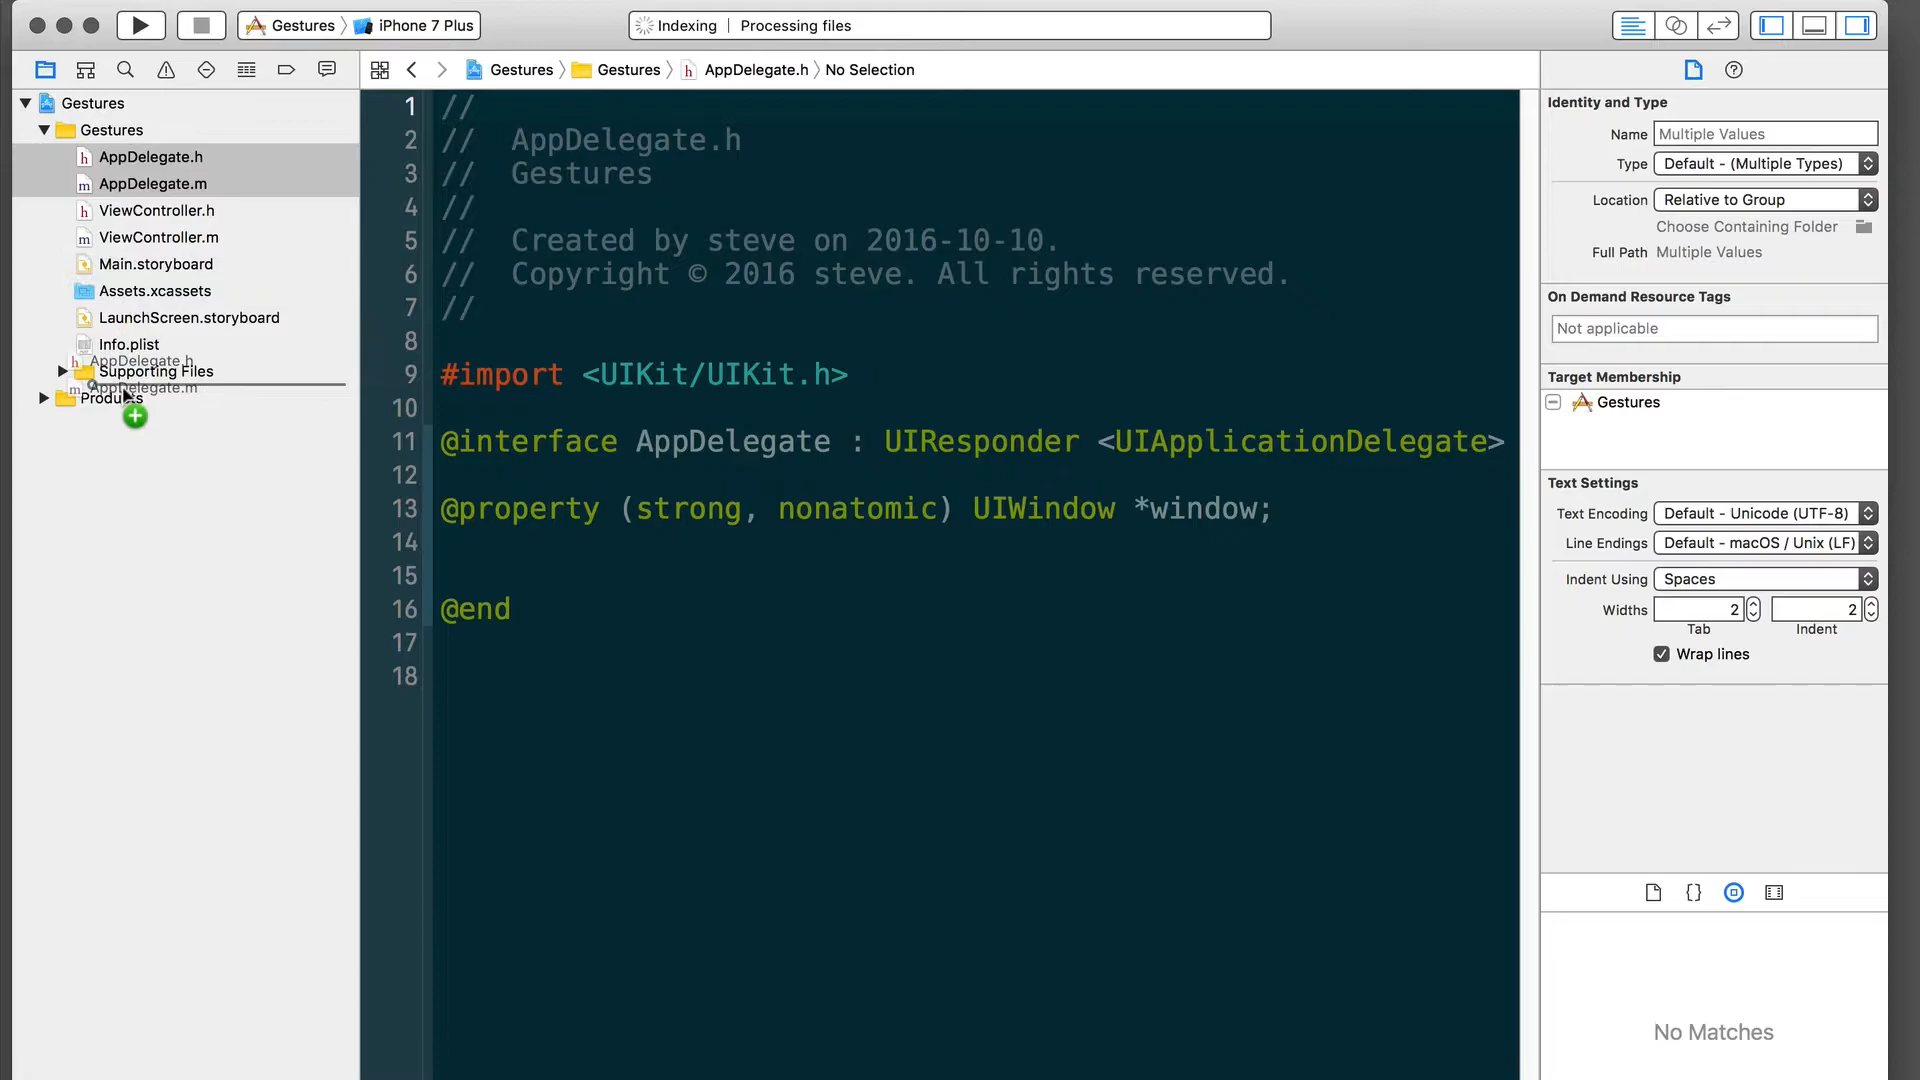 Gestures iPhone 7 Plus
Indexing | Processing files
Gestures Gestures AppDelegate.h No Selection
Gestures
Gestures
AppDelegate.h
AppDelegate.m
ViewController.h
ViewController.m
Main.storyboard
Assets.xcassets
LaunchScreen.storyboard
Info.plist
AppDelegate.h
Supporting Files
AppDelegate.m
Products
1 //
2 // AppDelegate.h
3 // Gestures
4 //
5 // Created by steve on 2016-10-10.
6 // Copyright © 2016 steve. All rights reserved.
7 //
8
9 #import <UIKit/UIKit.h>
10
11 @interface AppDelegate : UIResponder <UIApplicationDelegate>
12
13 @property (strong, nonatomic) UIWindow *window;
14
15
16 @end
17
18
Identity and Type
Name Multiple Values
Type Default - (Multiple Types)
Location Relative to Group
Choose Containing Folder
Full Path Multiple Values
On Demand Resource Tags
Not applicable
Target Membership
Gestures
Text Settings
Text Encoding Default - Unicode (UTF-8)
Line Endings Default - macOS / Unix (LF)
Indent Using Spaces
Widths 2 2
Tab Indent
Wrap lines
{}
No Matches